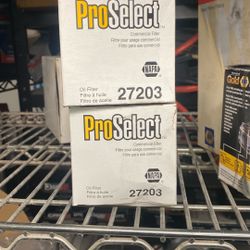 ProSelect
Commercial Filter
Filtre pour usage commercial
Filtro para uso comercial
NAPA
Oil Filter
Filtre à huile
Filtro de aceite
27203
ProSelect
Commercial Filter
Filtre pour usage commercial
Filtro para uso comercial
NAPA
Oil Filter
Filtre à huile
Filtro de aceite
27203
Gold